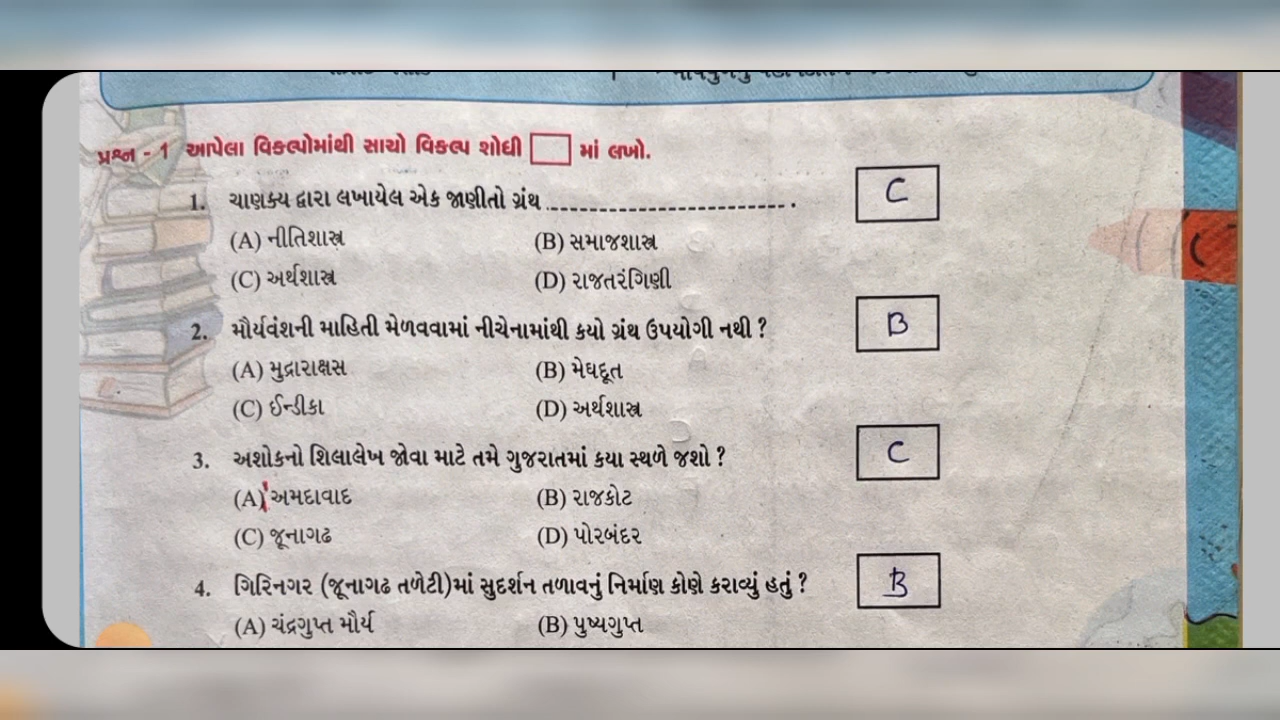 પ્રશ્ન - 1 આપેલા વિકલ્પોમાંથી સાચો વિકલ્પ શોધી માં લખો.
1. ચાણક્ય દ્વારા લખાયેલ એક જાણીતો ગ્રંથ ------------------------. C
(A) નીતિશાસ્ત્ર (B) સમાજશાસ્ત્ર
(C) અર્થશાસ્ત્ર (D) રાજતરંગિણી
2. મૌર્યવંશની માહિતી મેળવવામાં નીચેનામાંથી કયો ગ્રંથ ઉપયોગી નથી ? B
(A) મુદ્રારાક્ષસ (B) મેઘદૂત
(C) ઈન્ડીકા (D) અર્થશાસ્ત્ર
3. અશોકનો શિલાલેખ જોવા માટે તમે ગુજરાતમાં કયા સ્થળે જશો ? C
(A) અમદાવાદ (B) રાજકોટ
(C) જૂનાગઢ (D) પોરબંદર
4. ગિરિનગર (જૂનાગઢ તળેટી)માં સુદર્શન તળાવનું નિર્માણ કોણે કરાવ્યું હતું ? B
(A) ચંદ્રગુપ્ત મૌર્ય (B) પુષ્યગુપ્ત